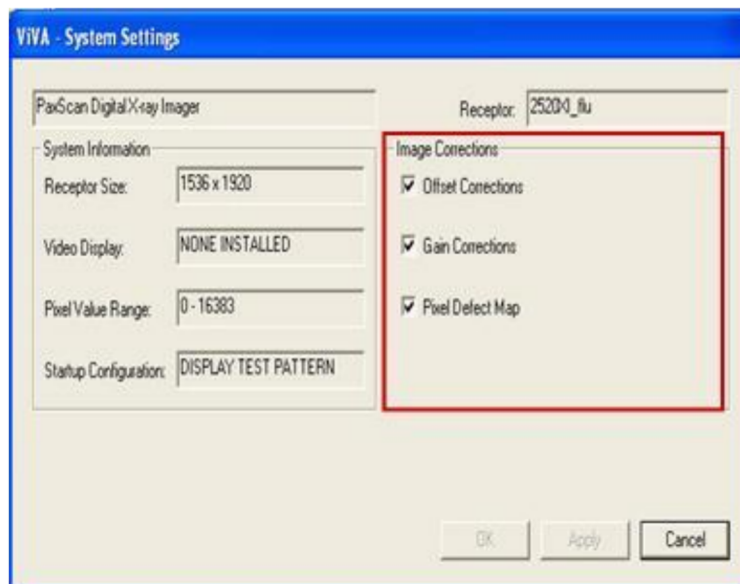 ViVA - System Settings
PaxScan Digital X-ray Imager
Receptor: 2520XI_flu
System Information
Receptor Size: 1536 x 1920
Video Display: NONE INSTALLED
Pixel Value Range: 0 - 16383
Startup Configuration: DISPLAY TEST PATTERN
Image Corrections
Offset Corrections
Gain Corrections
Pixel Defect Map
OK Apply Cancel